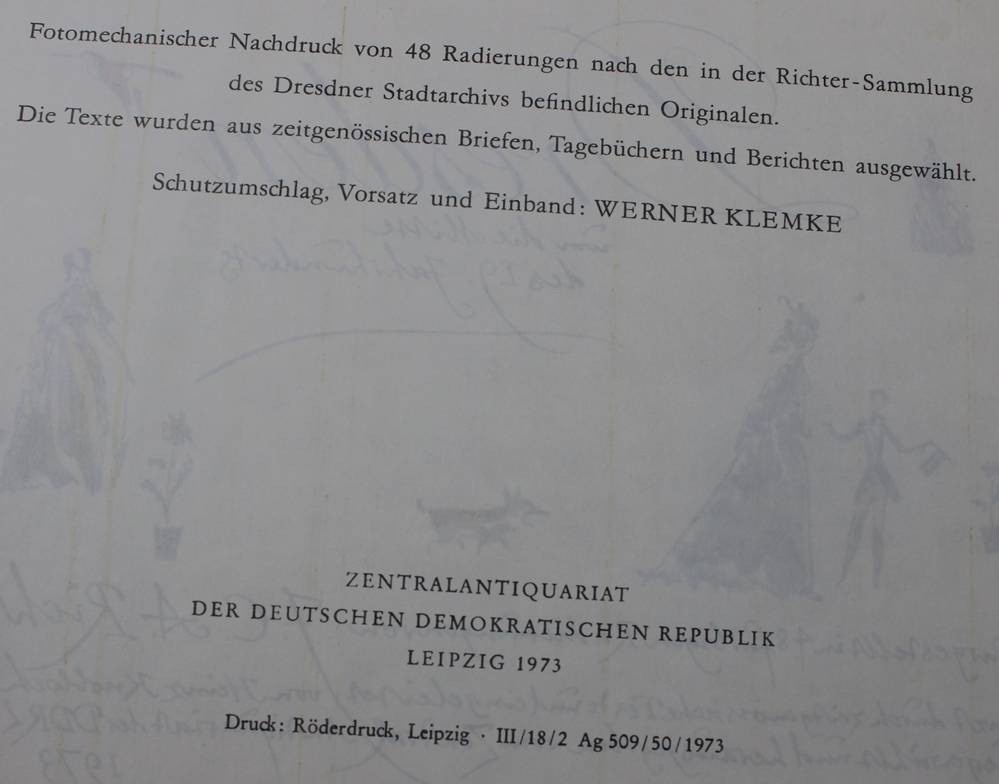 Fotomechanischer Nachdruck von 48 Radierungen nach den in der Richter-Sammlung
des Dresdner Stadtarchivs befindlichen Originalen.
Die Texte wurden aus zeitgenössischen Briefen, Tagebüchern und Berichten ausgewählt.
Schutzumschlag, Vorsatz und Einband: WERNER KLEMKE
ZENTRALANTIQUARIAT
DER DEUTSCHEN DEMOKRATISCHEN REPUBLIK
LEIPZIG 1973
Druck: Röderdruck, Leipzig · III/18/2 Ag 509/50/1973